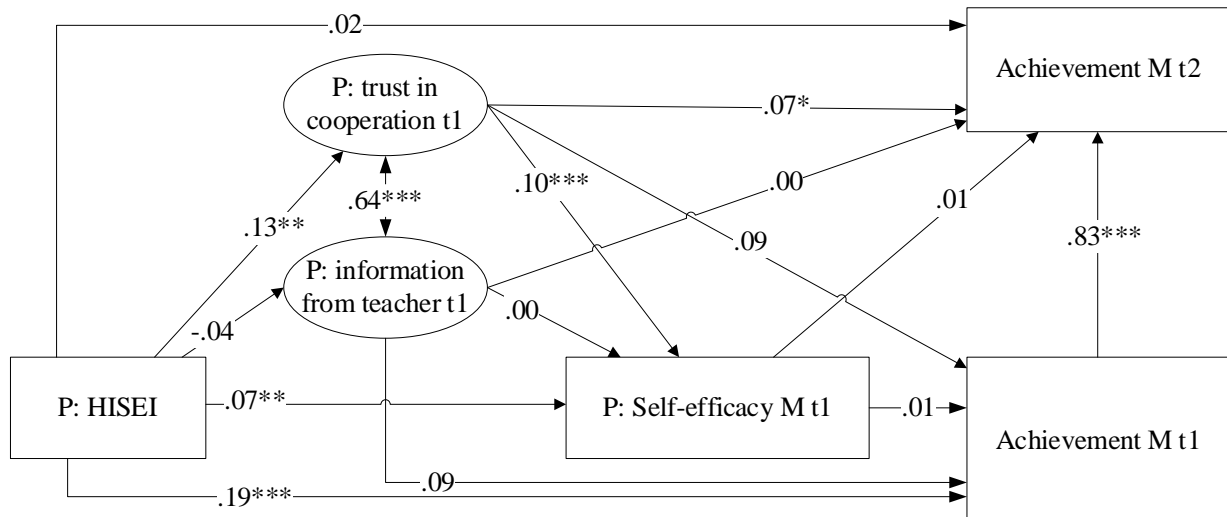 .02
Achievement M t2
P: trust in
cooperation t1
.07*
.10***
.00
.64***
.01
.13**
.09
.83***
P: information
from teacher t1
.00
-.04
P: HISEI
.07**
P: Self-efficacy M t1
.01
Achievement M t1
.09
.19***